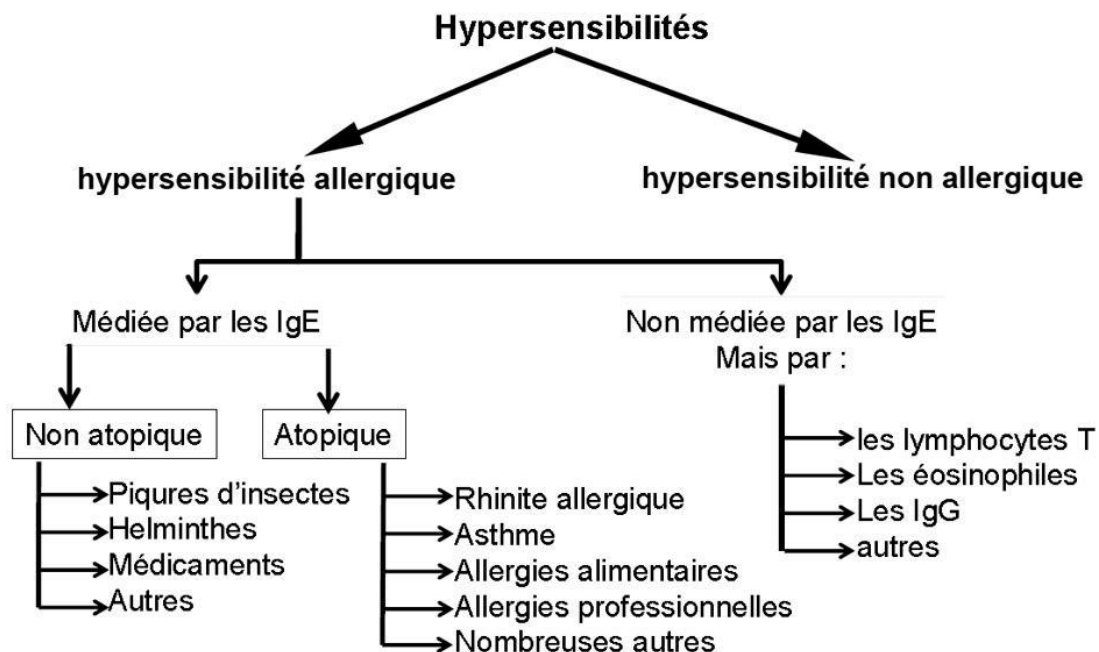 Hypersensibilités
hypersensibilité allergique
hypersensibilité non allergique
Médiée par les IgE
Non médiée par les IgE
Mais par :
Non atopique
Atopique
Piqures d'insectes
Helminthes
Médicaments
Autres
Rhinite allergique
Asthme
Allergies alimentaires
Allergies professionnelles
Nombreuses autres
les lymphocytes T
Les éosinophiles
Les IgG
autres